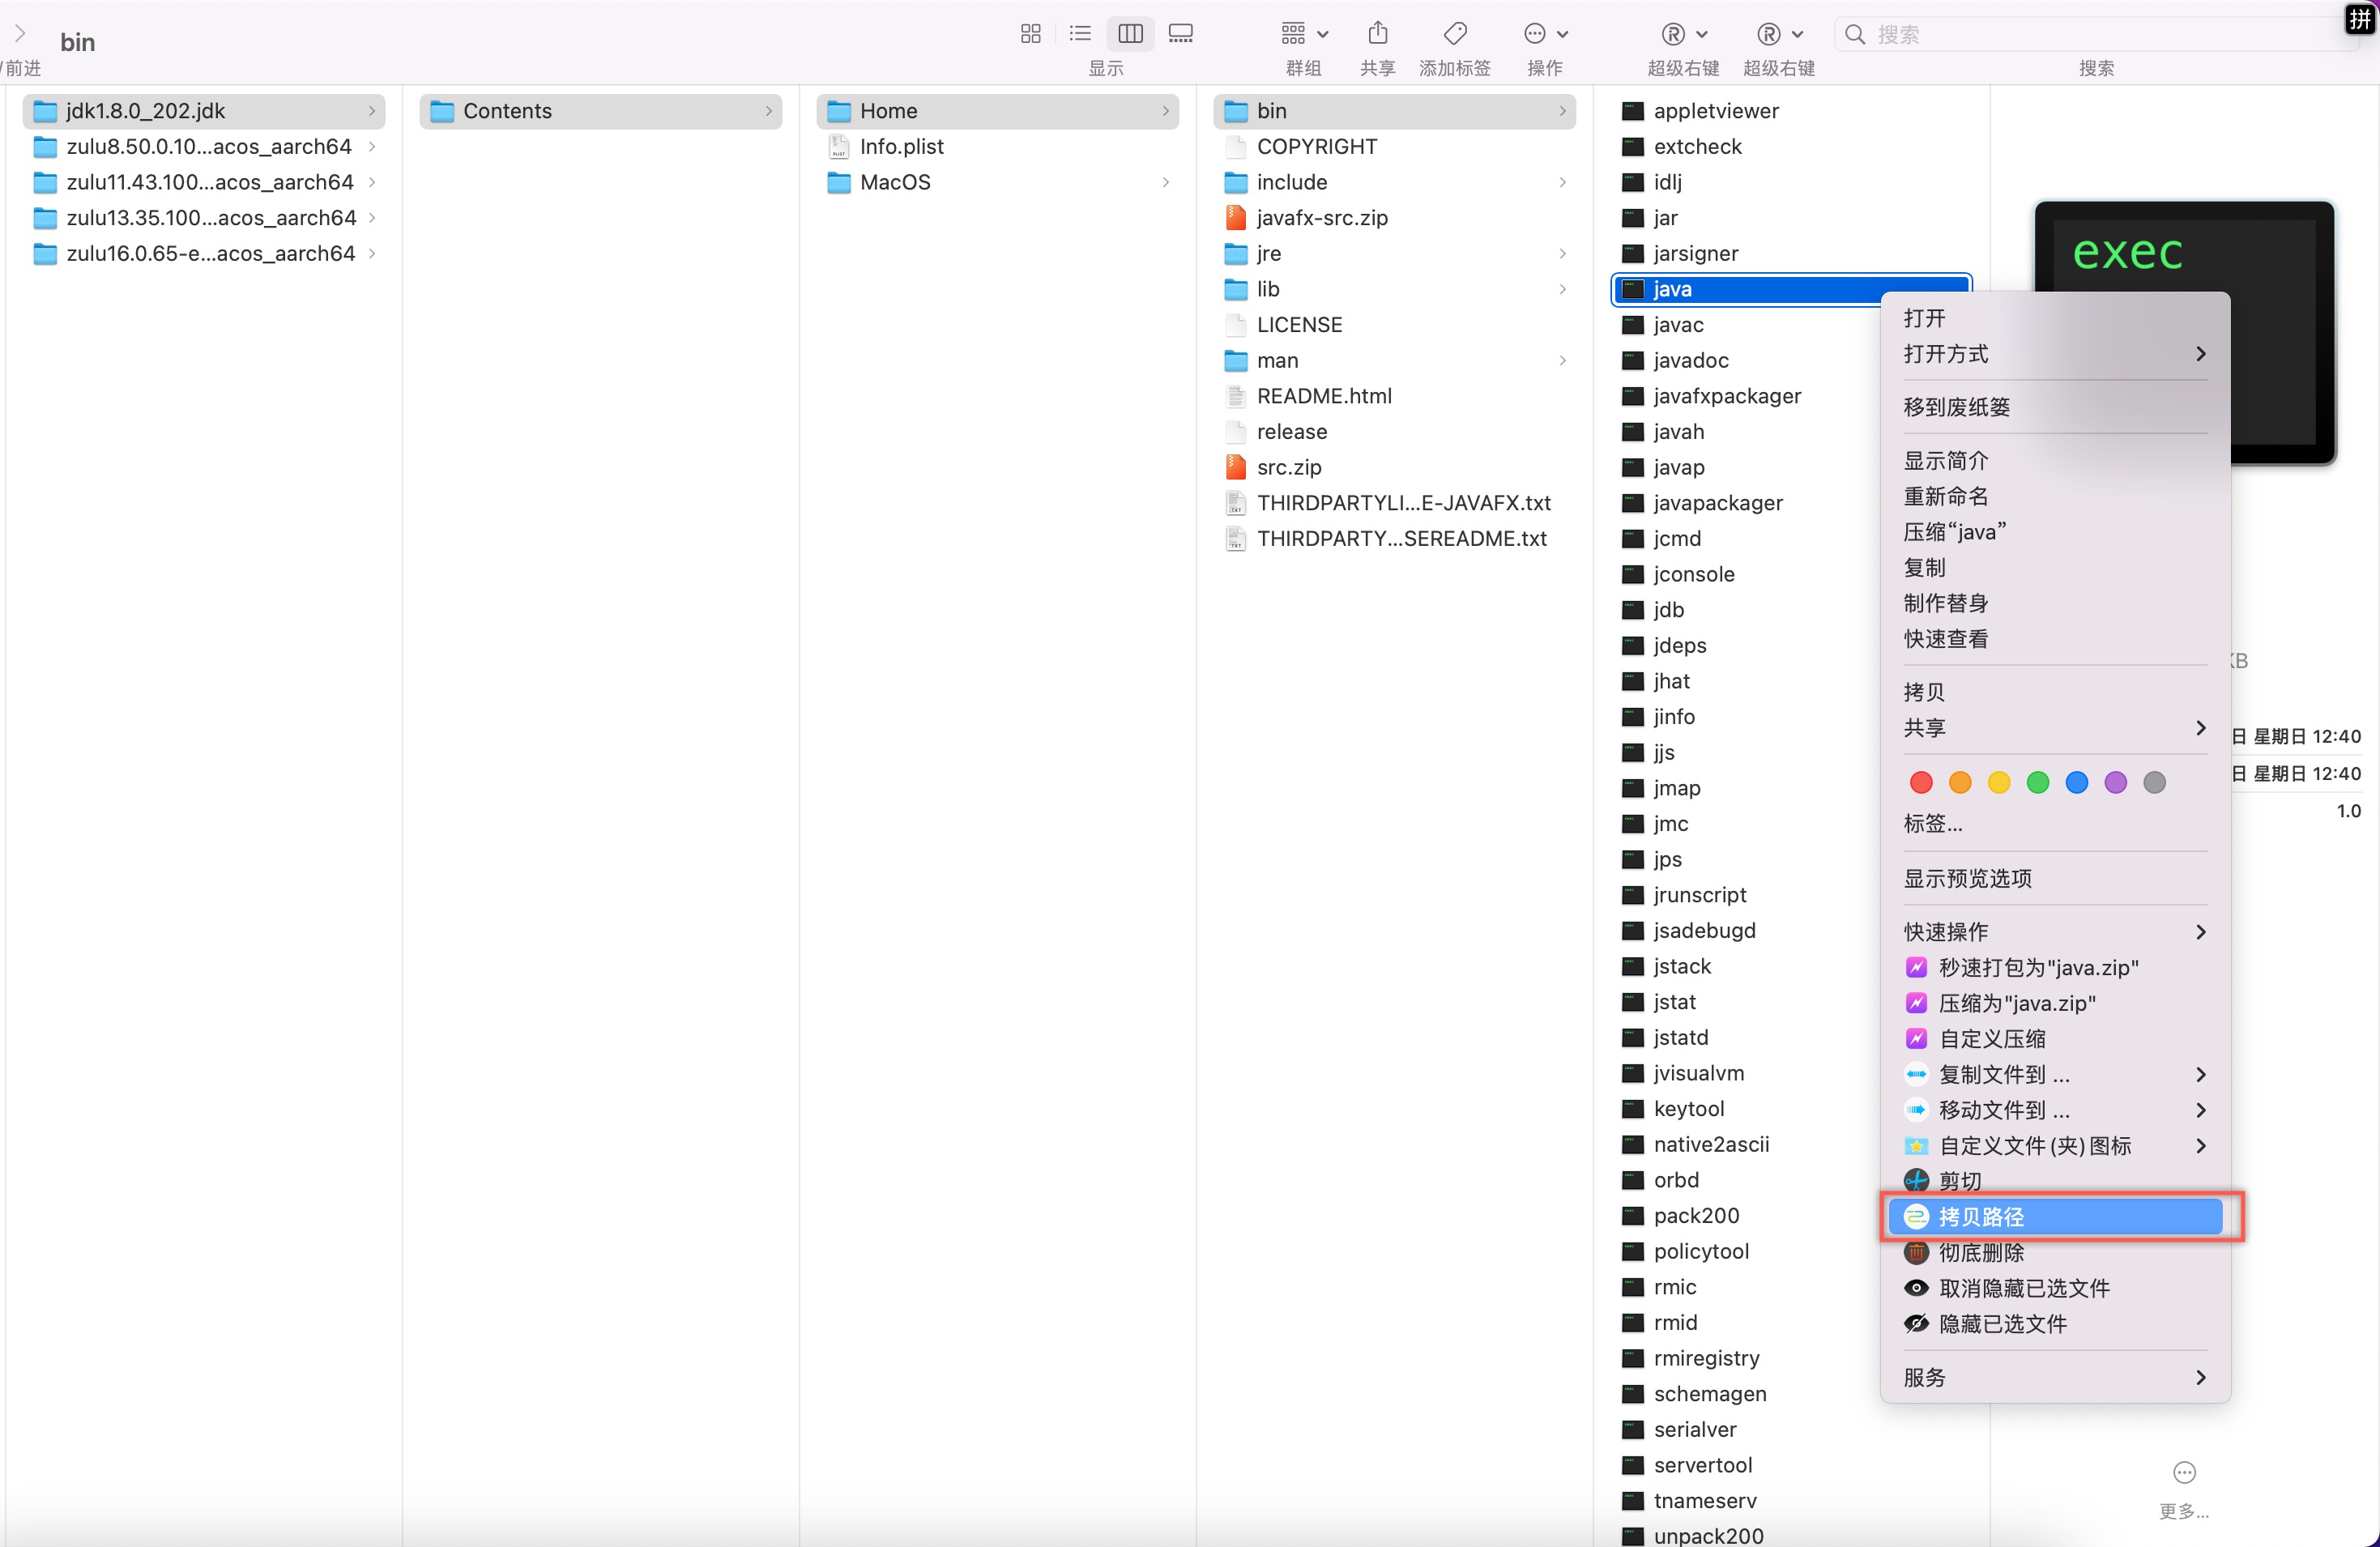 bin
/前进
显示
群组
共享
添加标签
操作
超级右键
超级右键
搜索
搜索
拼
jdk1.8.0_202.jdk
zulu8.50.0.10...acos_aarch64
zulu11.43.100...acos_aarch64
zulu13.35.100...acos_aarch64
zulu16.0.65-e...acos_aarch64
Contents
Home
Info.plist
MacOS
bin
COPYRIGHT
include
javafx-src.zip
jre
lib
LICENSE
man
README.html
release
src.zip
THIRDPARTYLI...E-JAVAFX.txt
THIRDPARTY...SEREADME.txt
appletviewer
extcheck
idlj
jar
jarsigner
java
javac
javadoc
javafxpackager
javah
javap
javapackager
jcmd
jconsole
jdb
jdeps
jhat
jinfo
jjs
jmap
jmc
jps
jrunscript
jsadebugd
jstack
jstat
jstatd
jvisualvm
keytool
native2ascii
orbd
pack200
policytool
rmic
rmid
rmiregistry
schemagen
serialver
servertool
tnameserv
unpack200
exec
打开
打开方式
移到废纸篓
显示简介
重新命名
压缩“java”
复制
制作替身
快速查看
拷贝
共享
标签...
显示预览选项
快速操作
秒速打包为"java.zip"
压缩为"java.zip"
自定义压缩
复制文件到 ...
移动文件到 ...
自定义文件(夹)图标
剪切
拷贝路径
彻底删除
取消隐藏已选文件
隐藏已选文件
服务
KB
日 星期日 12:40
日 星期日 12:40
1.0
更多...